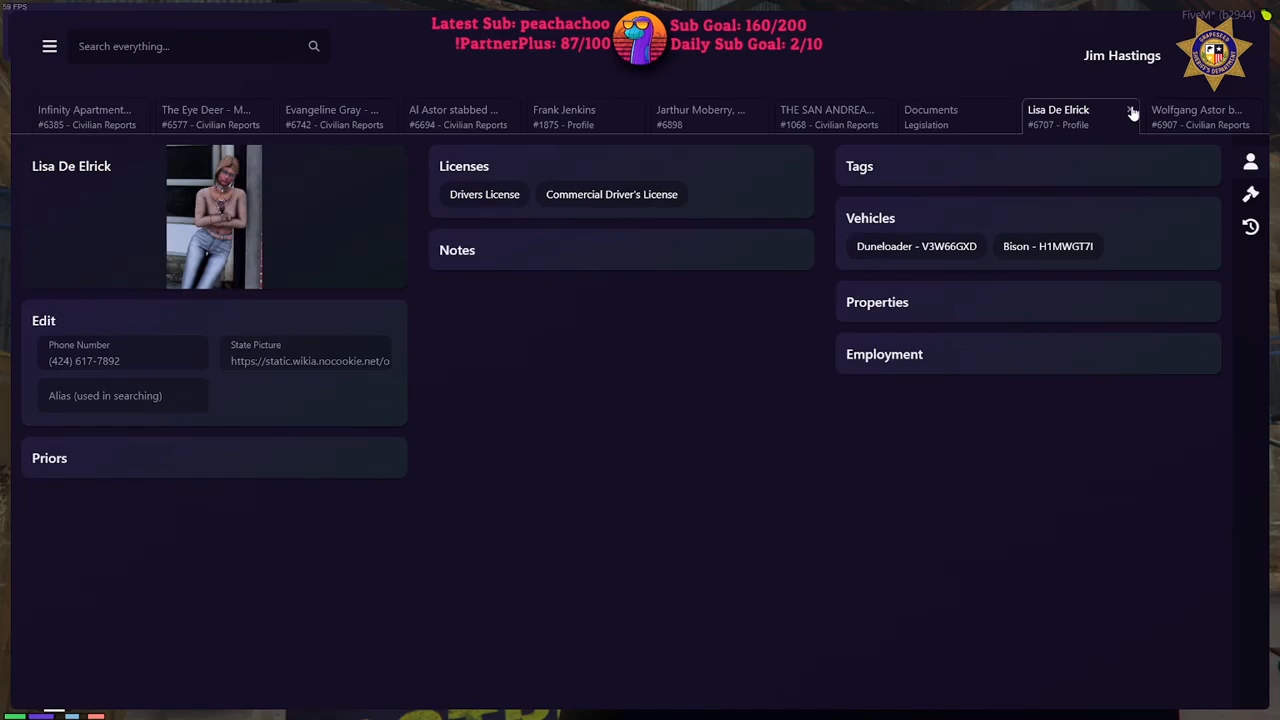 59 FPS
FiveM* (b2944)
Latest Sub: peachachoo
Sub Goal: 160/200
!PartnerPlus: 87/100
Daily Sub Goal: 2/10
Search everything...
Jim Hastings
GRAPESEED
Infinity Apartment...
#6385 - Civilian Reports
The Eye Deer - M...
#6577 - Civilian Reports
Evangeline Gray - ...
#6742 - Civilian Reports
Al Astor stabbed ...
#6694 - Civilian Reports
Frank Jenkins
#1875 - Profile
Jarthur Moberry, ...
#6898
THE SAN ANDREA...
#1068 - Civilian Reports
Documents
Legislation
Lisa De Elrick
#6707 - Profile
Wolfgang Astor b...
#6907 - Civilian Reports
Lisa De Elrick
Edit
Phone Number
(424) 617-7892
State Picture
https://static.wikia.nocookie.net/o
Alias (used in searching)
Priors
Licenses
Drivers License
Commercial Driver's License
Notes
Tags
Vehicles
Duneloader - V3W66GXD
Bison - H1MWGT7I
Properties
Employment